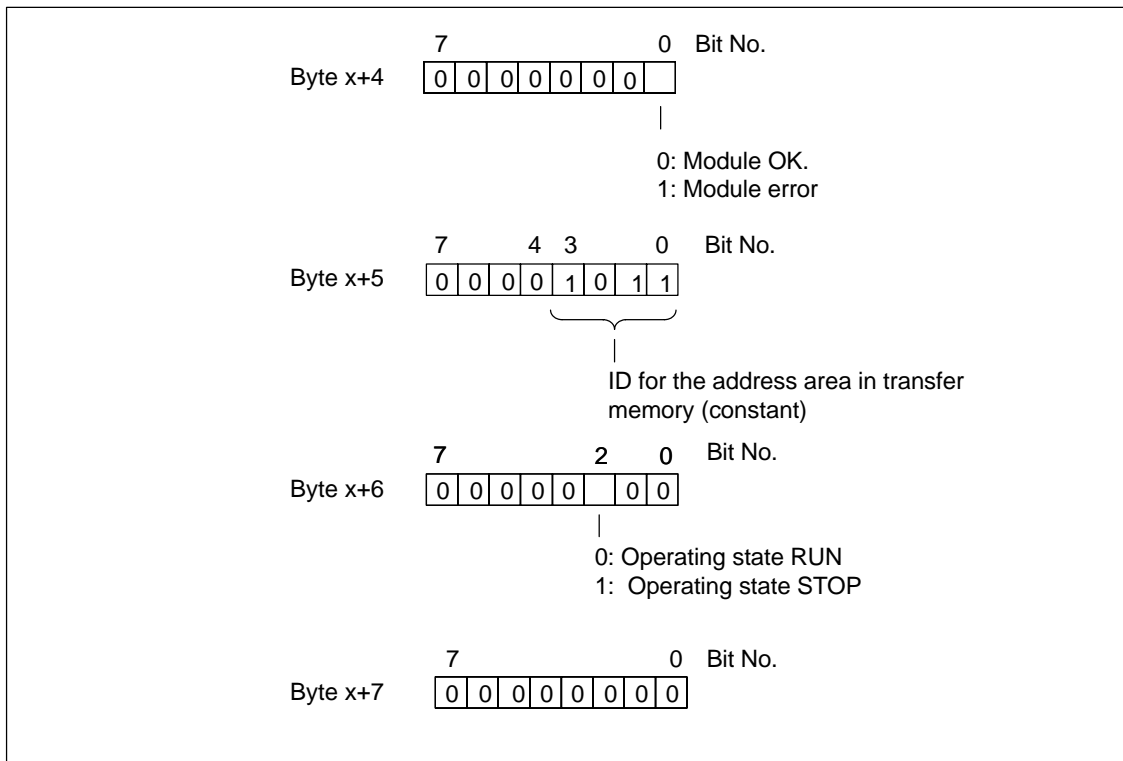 7 0 Bit No.
Byte x+4 0 0 0 0 0 0 0
0: Module OK.
1: Module error
7 4 3 0 Bit No.
Byte x+5 0 0 0 0 1 0 1 1
ID for the address area in transfer
memory (constant)
7 2 0 Bit No.
Byte x+6 0 0 0 0 0 0 0
0: Operating state RUN
1: Operating state STOP
7 0 Bit No.
Byte x+7 0 0 0 0 0 0 0 0